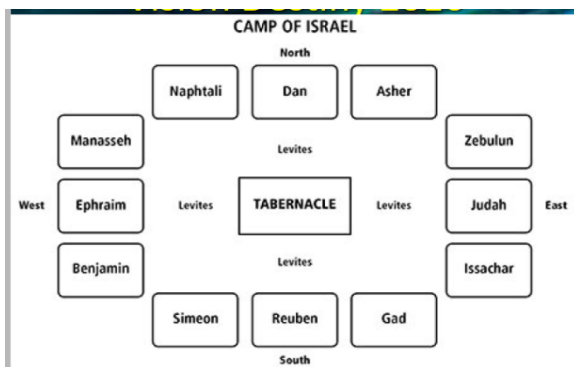 CAMP OF ISRAEL
North
Naphtali Dan Asher
Manasseh Levites Zebulun
West Ephraim Levites TABERNACLE Levites Judah East
Benjamin Levites Issachar
Simeon Reuben Gad
South